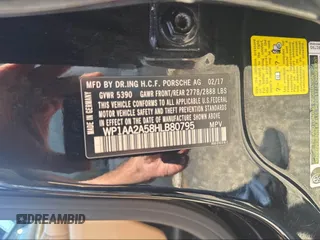 MFD BY DR.ING H.C.F. PORSCHE AG 02/17
GVWR 5390 GAWR FRONT/REAR 2778/2888 LBS
THIS VEHICLE CONFORMS TO ALL APPLICABLE U.S. FEDERAL
MOTOR VEHICLE SAFETY AND THEFT PREVENTION STANDARDS
IN EFFECT ON THE DATE OF MANUFACTURE SHOWN ABOVE.
WP1AA2A58HLB80795 MPV
MADE IN GERMANY
DREAMBID